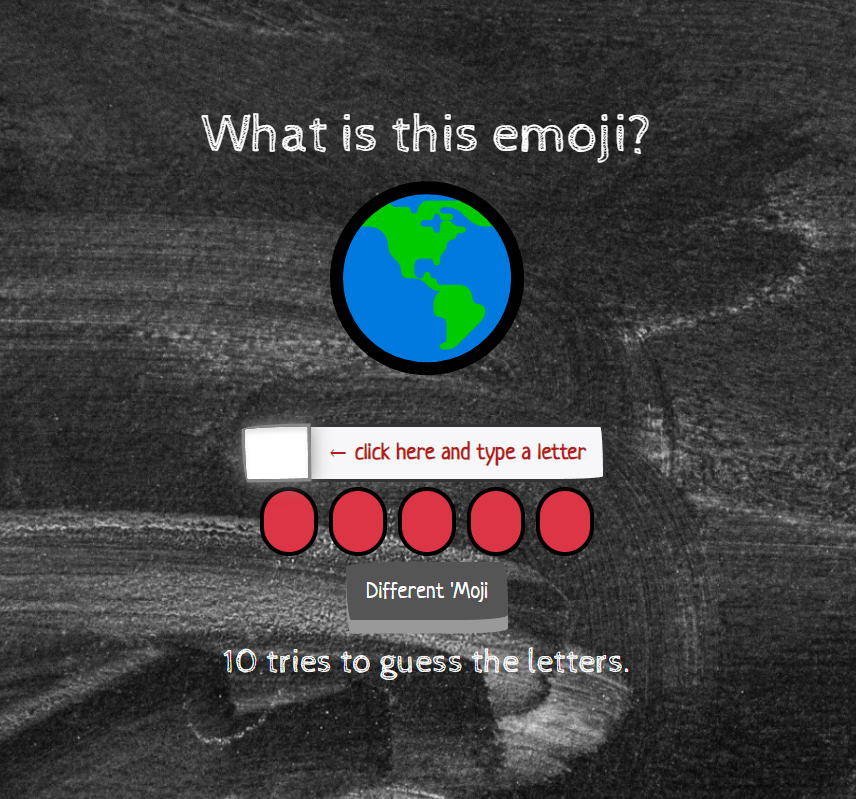 What is this emoji?
← click here and type a letter
Different 'Moji
10 tries to guess the letters.